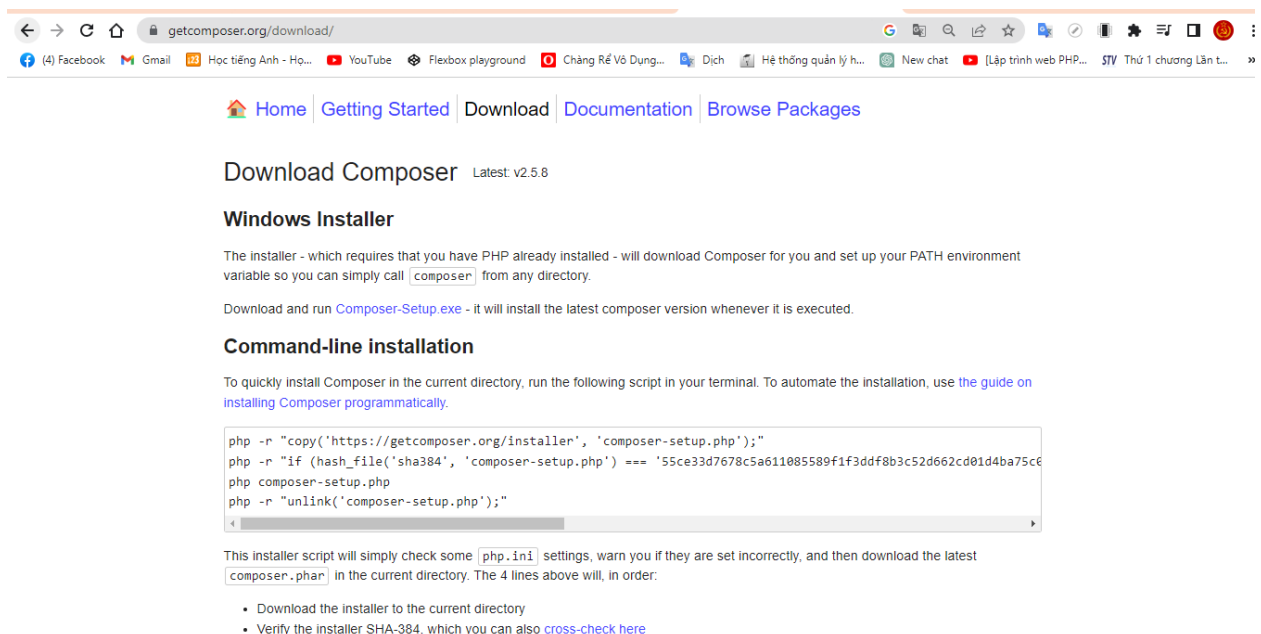 getcomposer.org/download/
(4) Facebook Gmail Học tiếng Anh - Họ... YouTube Flexbox playground Chàng Rể Vô Dụng... Dịch Hệ thống quản lý h... New chat [Lập trình web PHP... STV Thứ 1 chương Lần t... »
Home Getting Started Download Documentation Browse Packages
Download Composer Latest: v2.5.8
Windows Installer
The installer - which requires that you have PHP already installed - will download Composer for you and set up your PATH environment
variable so you can simply call composer from any directory.
Download and run Composer-Setup.exe - it will install the latest composer version whenever it is executed.
Command-line installation
To quickly install Composer in the current directory, run the following script in your terminal. To automate the installation, use the guide on
installing Composer programmatically.
php -r "copy('https://getcomposer.org/installer', 'composer-setup.php');"
php -r "if (hash_file('sha384', 'composer-setup.php') === '55ce33d7678c5a611085589f1f3ddf8b3c52d662cd01d4ba75c0
php composer-setup.php
php -r "unlink('composer-setup.php');"
This installer script will simply check some php.ini settings, warn you if they are set incorrectly, and then download the latest
composer.phar in the current directory. The 4 lines above will, in order:
• Download the installer to the current directory
• Verify the installer SHA-384, which you can also cross-check here